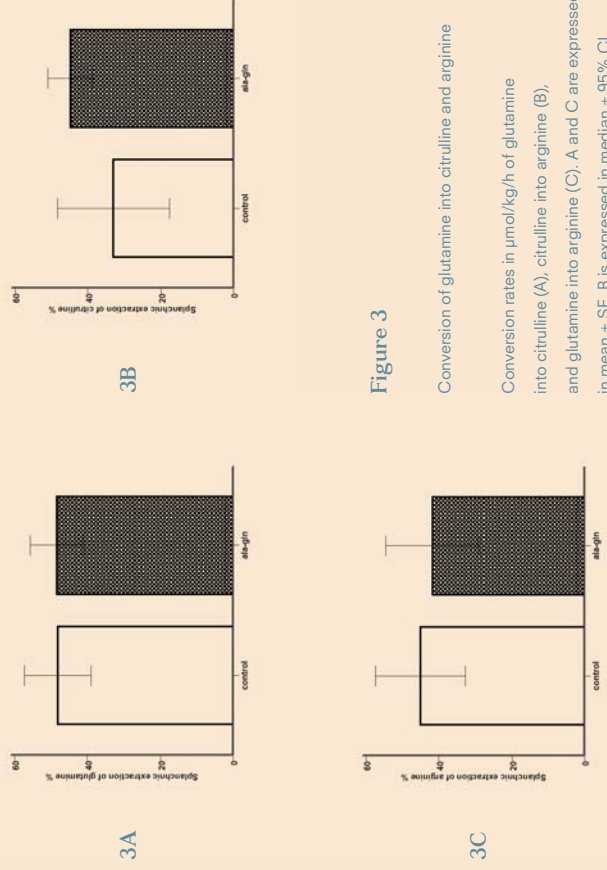 3A
Splanchnic extraction of glutamine %
60
40
20
0
control
ala-gln
3B
Splanchnic extraction of citrulline %
60
40
20
0
control
ala-gln
3C
Splanchnic extraction of arginine %
60
40
20
0
control
ala-gln
Figure 3
Conversion of glutamine into citrulline and arginine
Conversion rates in µmol/kg/h of glutamine
into citrulline (A), citrulline into arginine (B),
and glutamine into arginine (C). A and C are expressed
in mean ± SE. B is expressed in median ± 95% CI